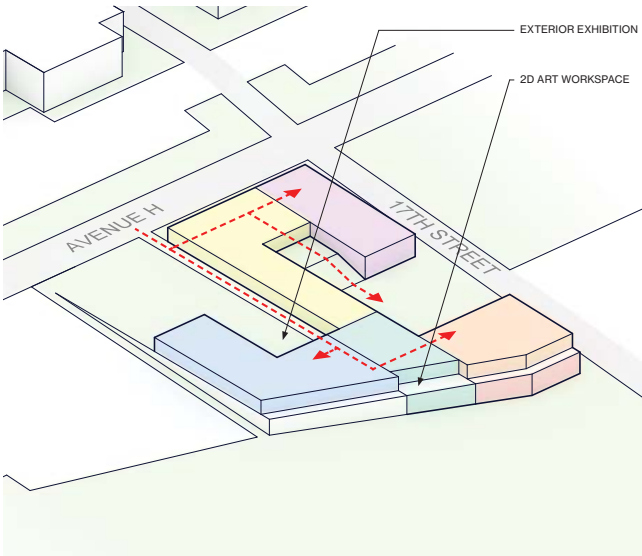 EXTERIOR EXHIBITION
2D ART WORKSPACE
AVENUE H
17TH STREET